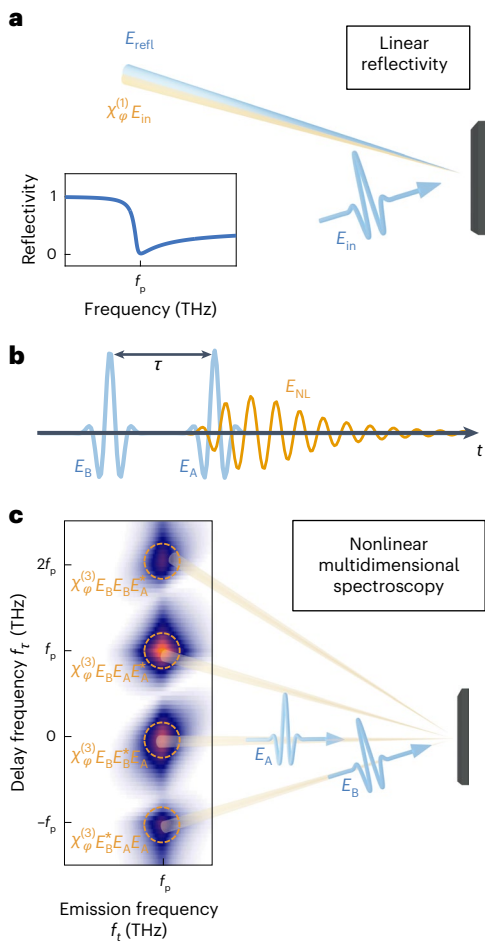 a
E_refl
χ_φ^(1) E_in
Linear
reflectivity
Reflectivity
1
0
f_p
Frequency (THz)
E_in
b
τ
E_NL
E_B
E_A
t
c
Delay frequency f_τ (THz)
2f_p
f_p
0
–f_p
χ_φ^(3) E_B E_B E_A^*
χ_φ^(3) E_B E_A E_A^*
χ_φ^(3) E_B E_B^* E_A
χ_φ^(3) E_B^* E_A E_A
f_p
Emission frequency
f_t (THz)
Nonlinear
multidimensional
spectroscopy
E_A
E_B